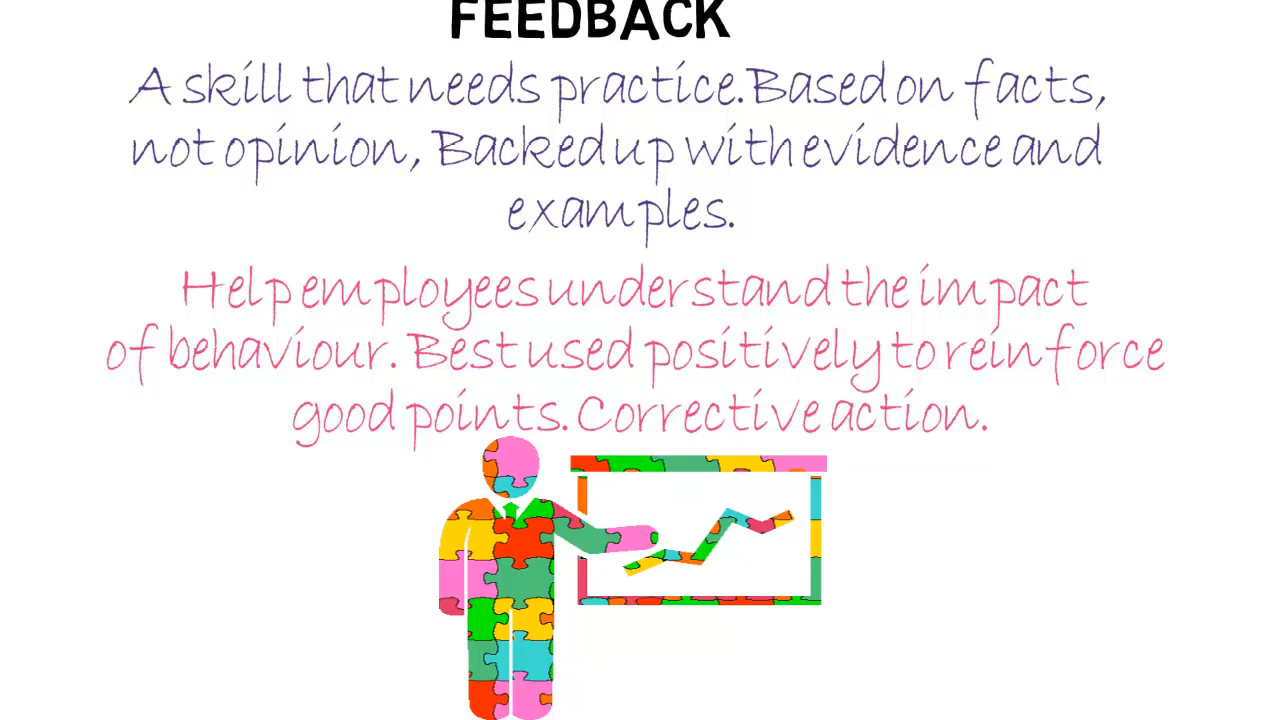 FEEDBACK
A skill that needs practice. Based on facts,
not opinion, Backed up with evidence and
examples.
Help employees understand the impact
of behaviour. Best used positively to reinforce
good points. Corrective action.